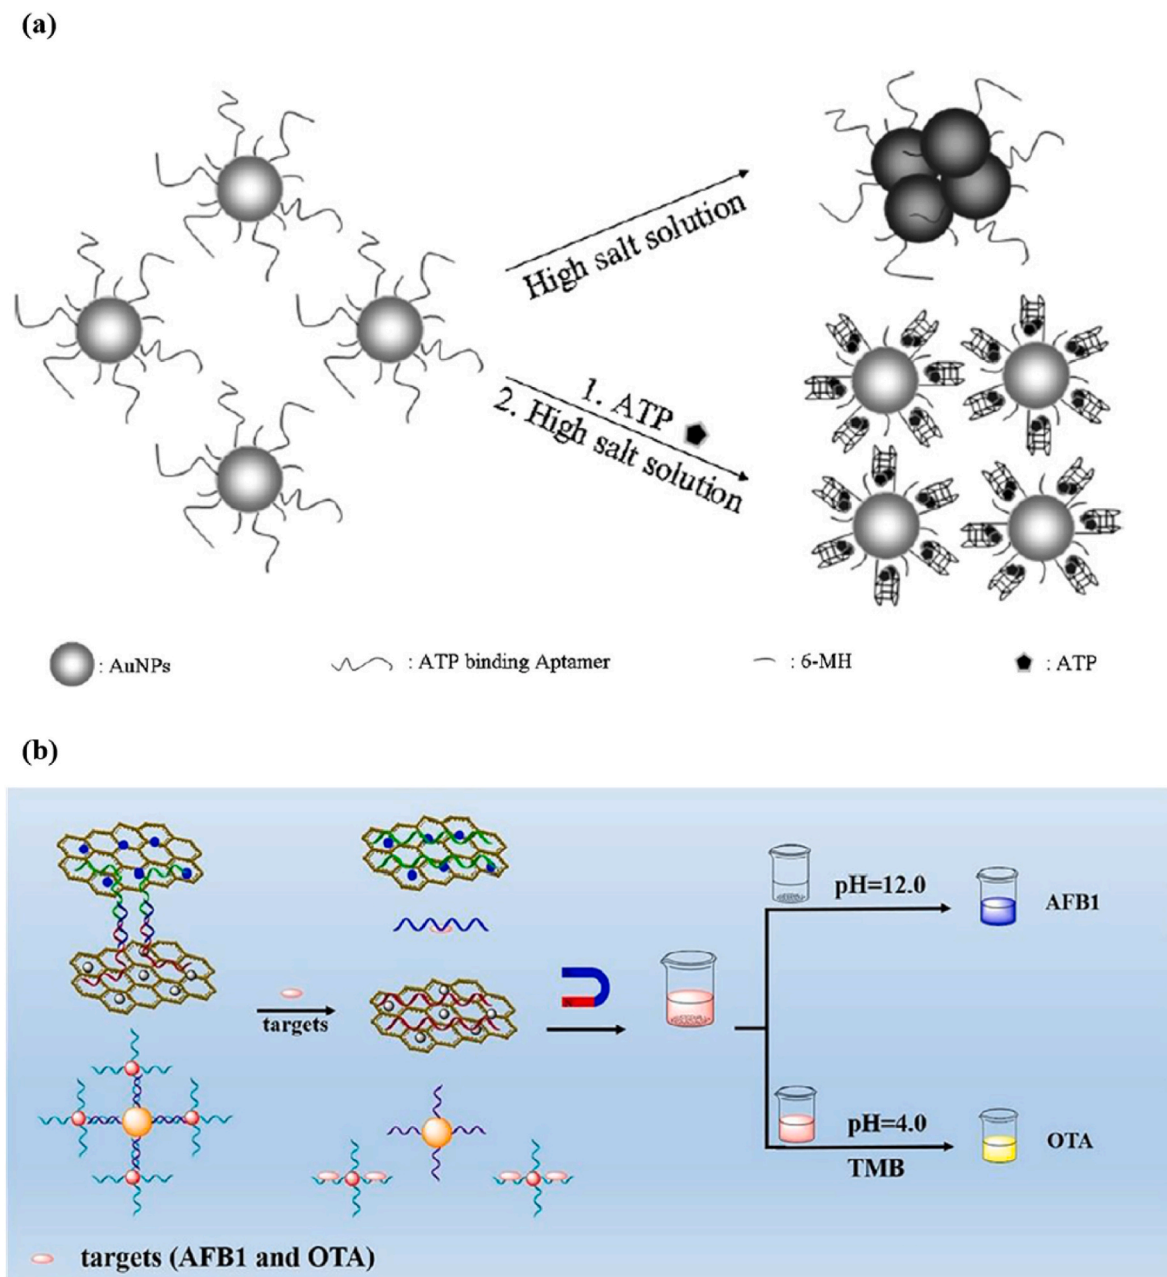 (a)
High salt solution
1. ATP
2. High salt solution
: AuNPs
: ATP binding Aptamer
: 6-MH
: ATP
(b)
targets
pH=12.0
AFB1
pH=4.0
TMB
OTA
targets (AFB1 and OTA)